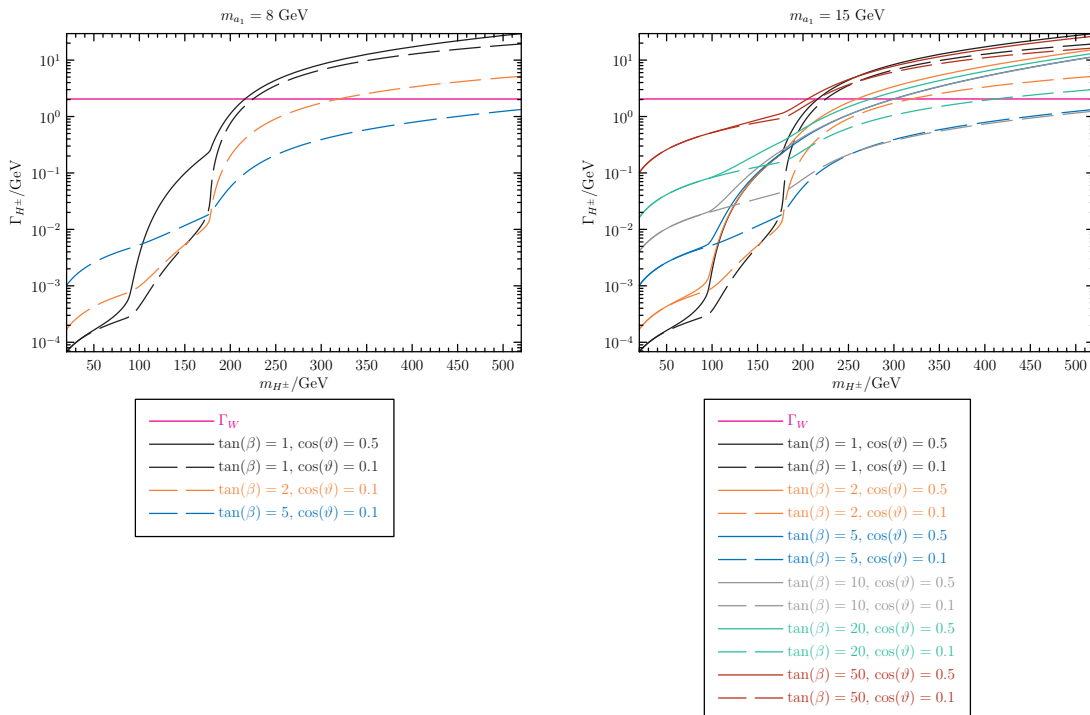 m_{a_1} = 8 GeV
Γ_{H^±}/GeV
10^1
10^0
10^{-1}
10^{-2}
10^{-3}
10^{-4}
50 100 150 200 250 300 350 400 450 500
m_{H^±}/GeV
Γ_W
tan(β) = 1, cos(ϑ) = 0.5
tan(β) = 1, cos(ϑ) = 0.1
tan(β) = 2, cos(ϑ) = 0.1
tan(β) = 5, cos(ϑ) = 0.1
m_{a_1} = 15 GeV
Γ_{H^±}/GeV
10^1
10^0
10^{-1}
10^{-2}
10^{-3}
10^{-4}
50 100 150 200 250 300 350 400 450 500
m_{H^±}/GeV
Γ_W
tan(β) = 1, cos(ϑ) = 0.5
tan(β) = 1, cos(ϑ) = 0.1
tan(β) = 2, cos(ϑ) = 0.5
tan(β) = 2, cos(ϑ) = 0.1
tan(β) = 5, cos(ϑ) = 0.5
tan(β) = 5, cos(ϑ) = 0.1
tan(β) = 10, cos(ϑ) = 0.5
tan(β) = 10, cos(ϑ) = 0.1
tan(β) = 20, cos(ϑ) = 0.5
tan(β) = 20, cos(ϑ) = 0.1
tan(β) = 50, cos(ϑ) = 0.5
tan(β) = 50, cos(ϑ) = 0.1